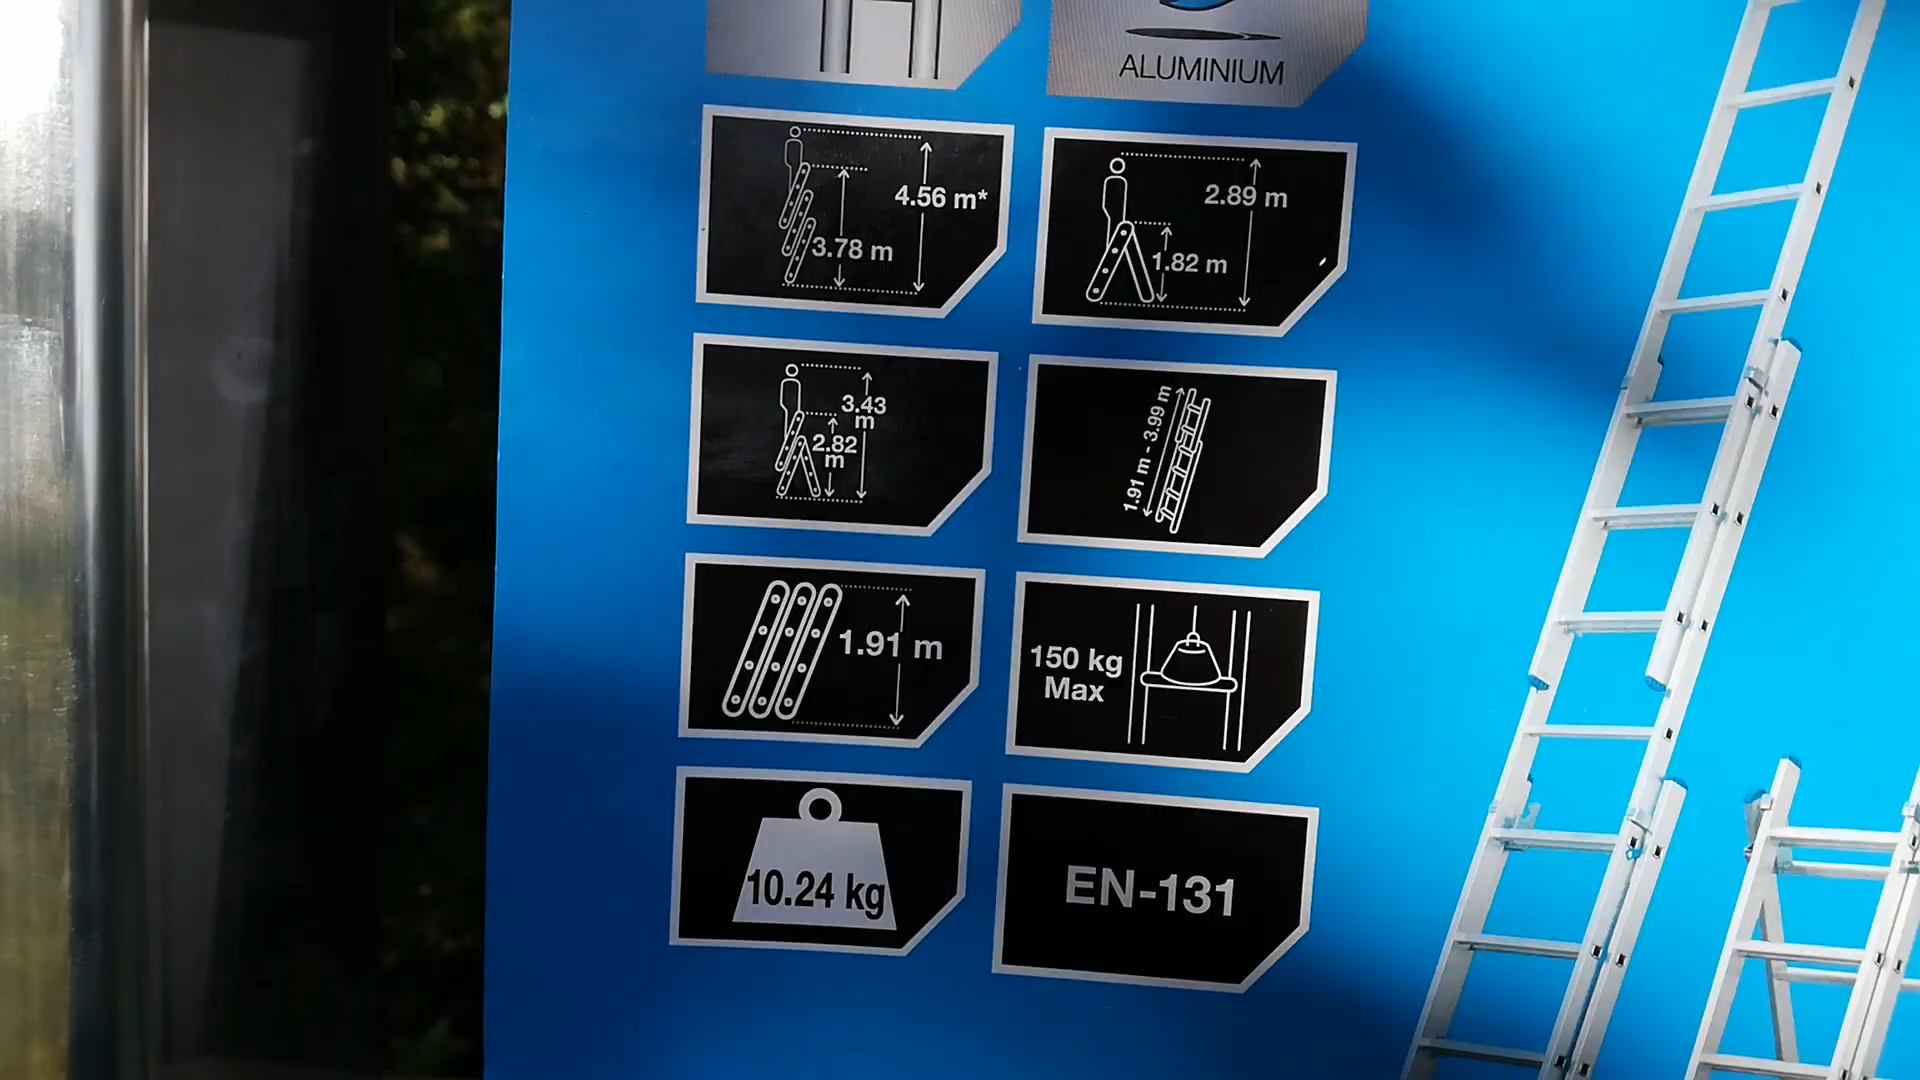 ALUMINIUM
4.56 m*
3.78 m
2.89 m
1.82 m
3.43
m
2.82
m
1.91 m - 3.99 m
1.91 m
150 kg
Max
10.24 kg
EN-131